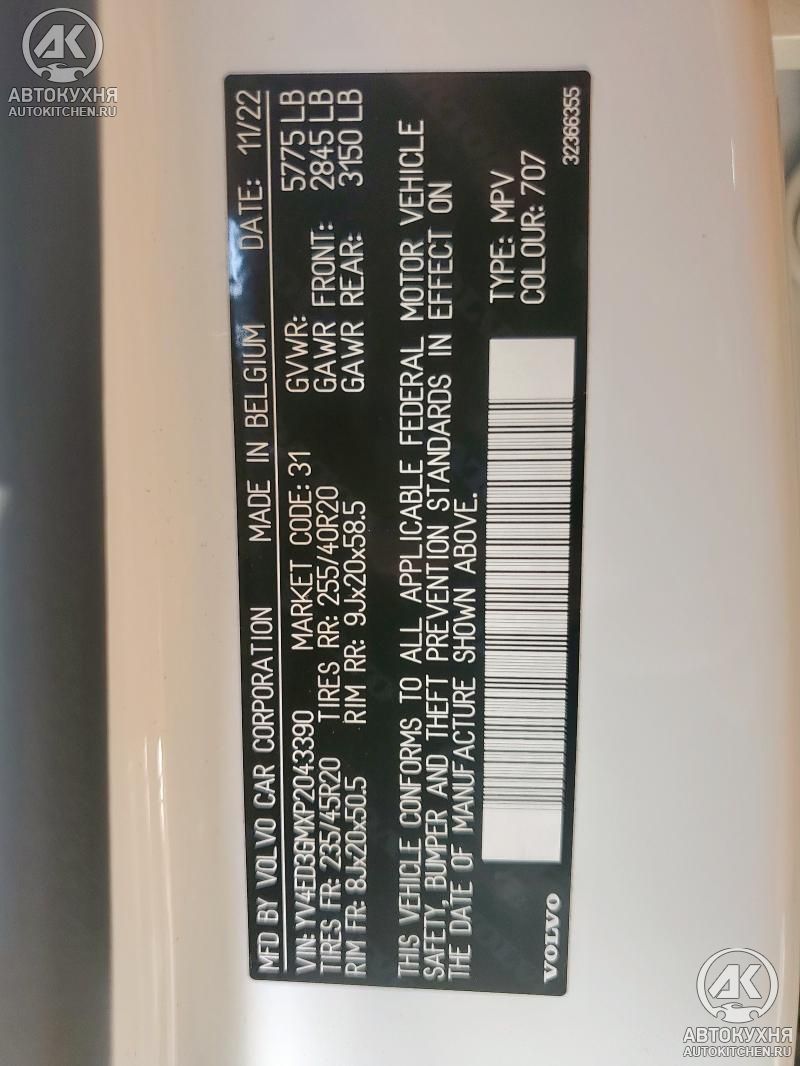 АВТОКУХНЯ
AUTOKITCHEN.RU
MFD BY VOLVO CAR CORPORATION MADE IN BELGIUM DATE: 11/22
VIN: YV4ED3GMXP2043390 MARKET CODE: 31 GVWR: 5775 LB
TIRES FR: 235/45R20 TIRES RR: 255/40R20 GAWR FRONT: 2845 LB
RIM FR: 8Jx20x50.5 RIM RR: 9Jx20x58.5 GAWR REAR: 3150 LB
THIS VEHICLE CONFORMS TO ALL APPLICABLE FEDERAL MOTOR VEHICLE
SAFETY, BUMPER AND THEFT PREVENTION STANDARDS IN EFFECT ON
THE DATE OF MANUFACTURE SHOWN ABOVE.
TYPE: MPV
COLOUR: 707
VOLVO
32366355
АВТОКУХНЯ
AUTOKITCHEN.RU